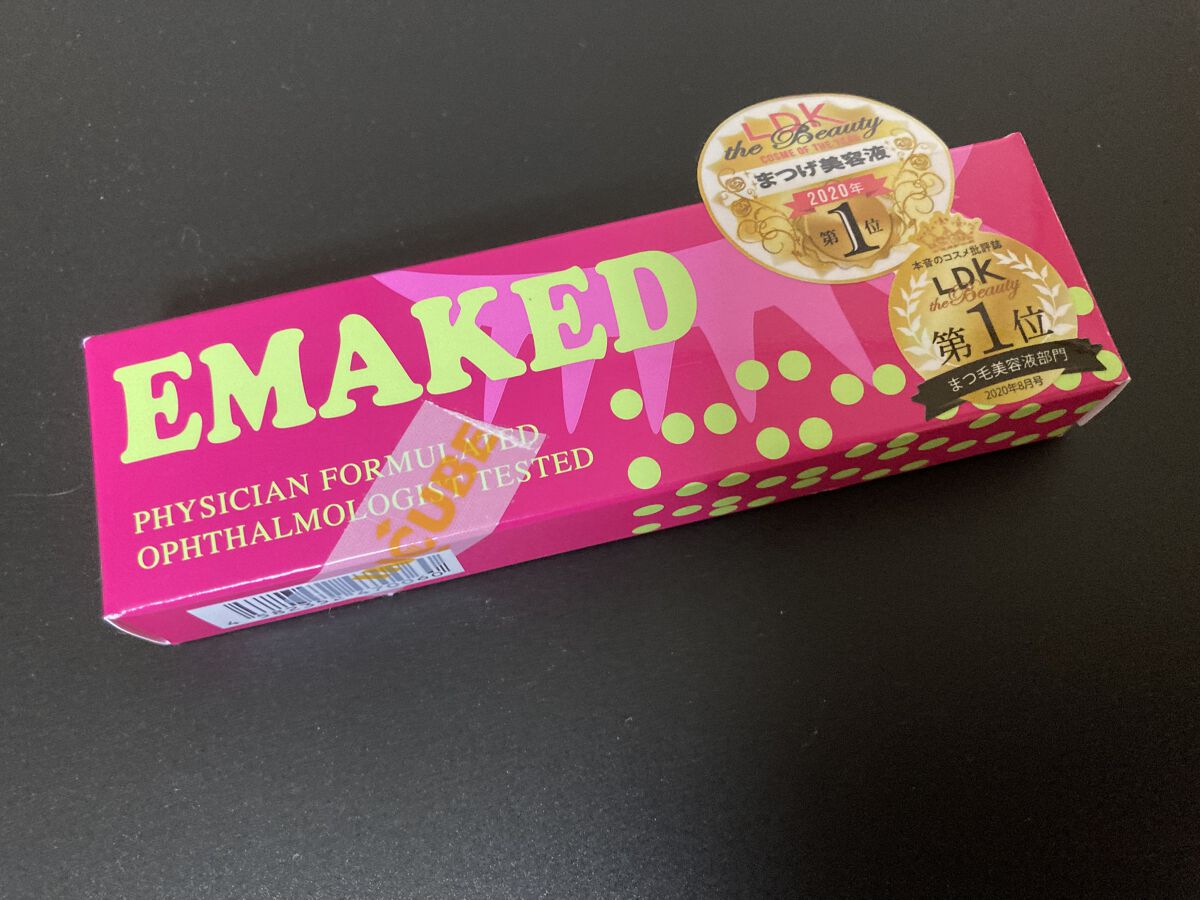 EMAKED
PHYSICIAN FORMULATED
OPHTHALMOLOGIST TESTED
LDK
the Beauty
COSME OF THE YEAR
まつげ美容液
2020年
第1位
本音のコスメ批評誌
LDK
the Beauty
第1位
まつ毛美容液部門
2020年8月号